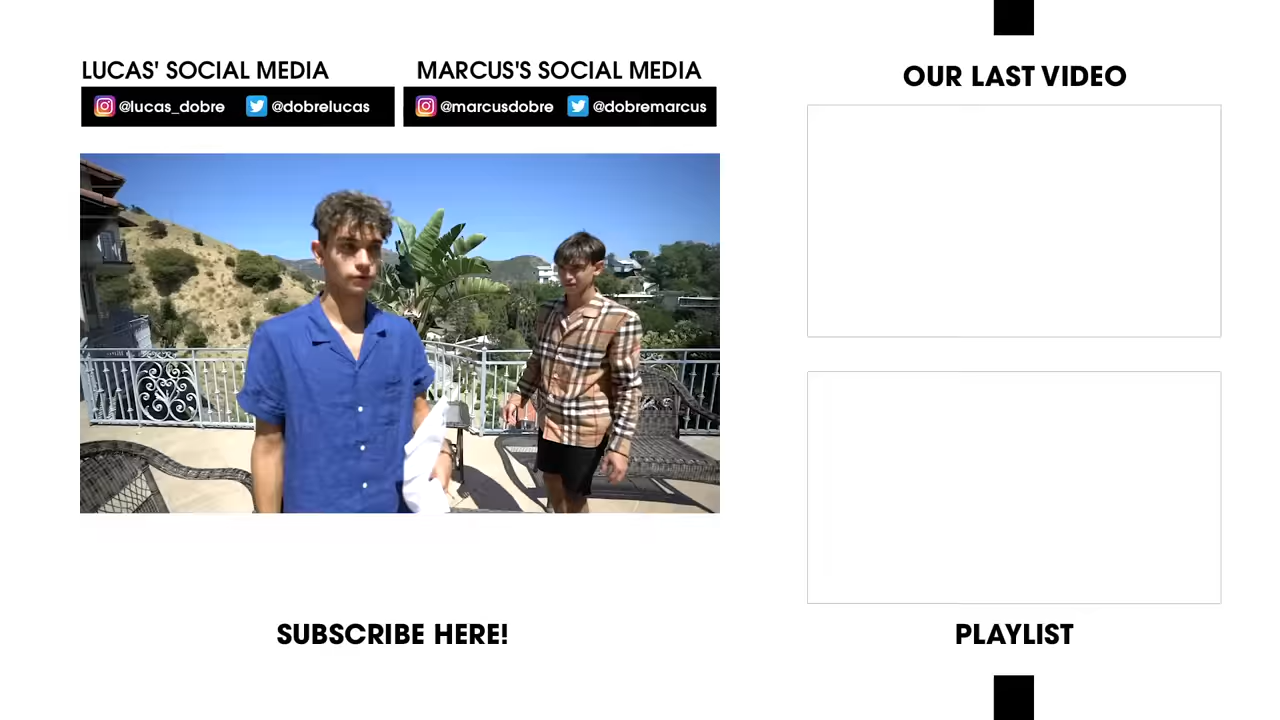 LUCAS' SOCIAL MEDIA
@lucas_dobre @dobrelucas
MARCUS'S SOCIAL MEDIA
@marcusdobre @dobremarcus
OUR LAST VIDEO
SUBSCRIBE HERE!
PLAYLIST